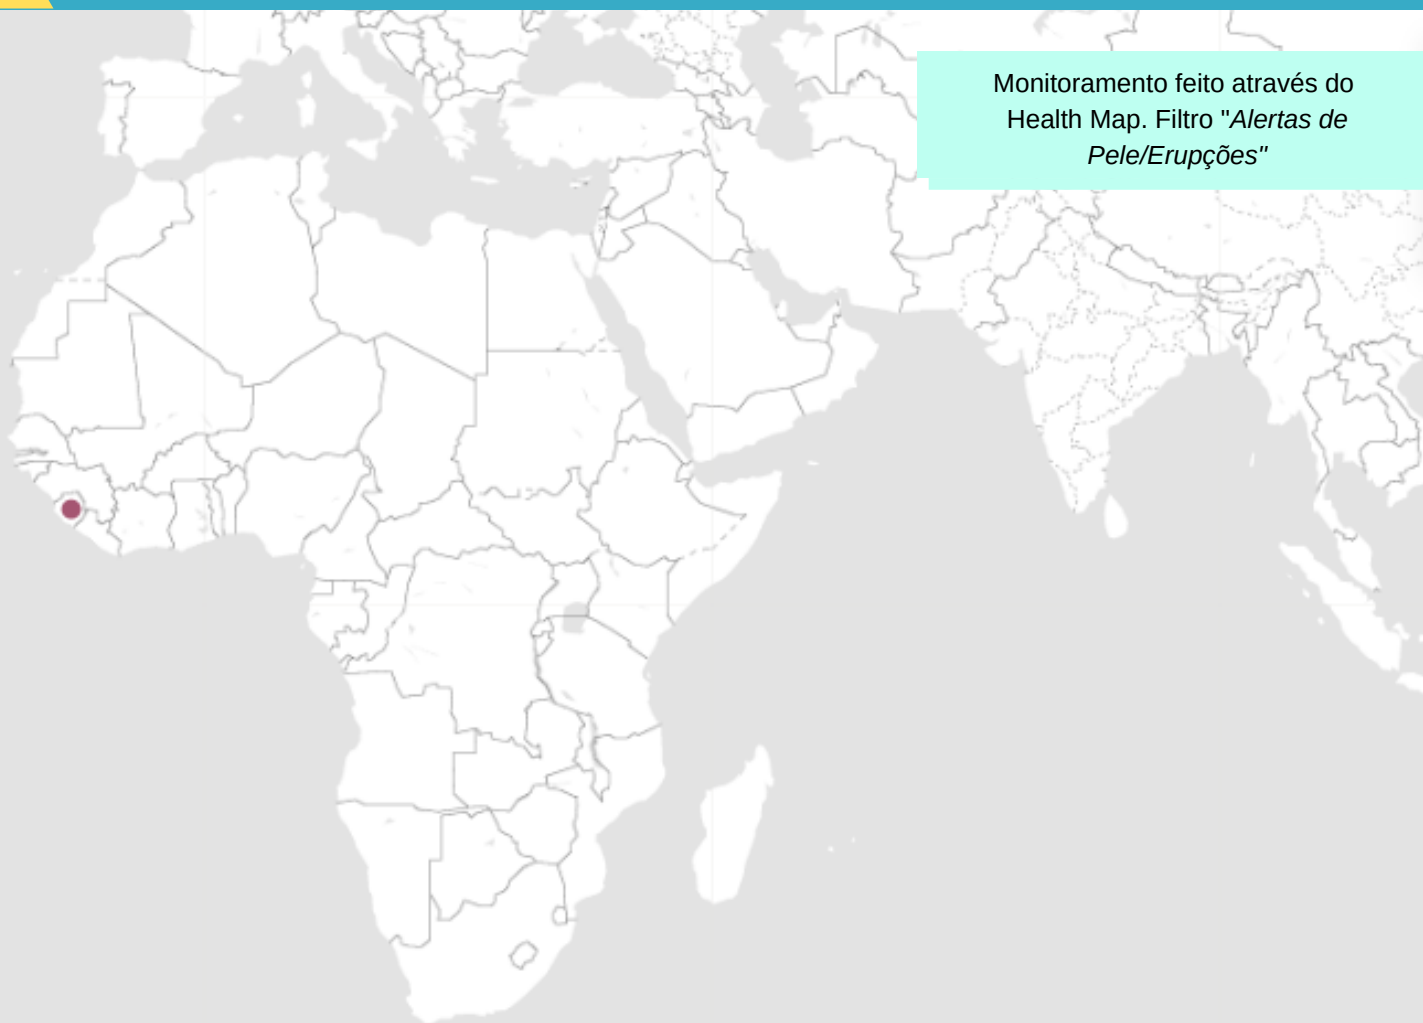 Monitoramento feito através do
Health Map. Filtro "Alertas de
Pele/Erupções"